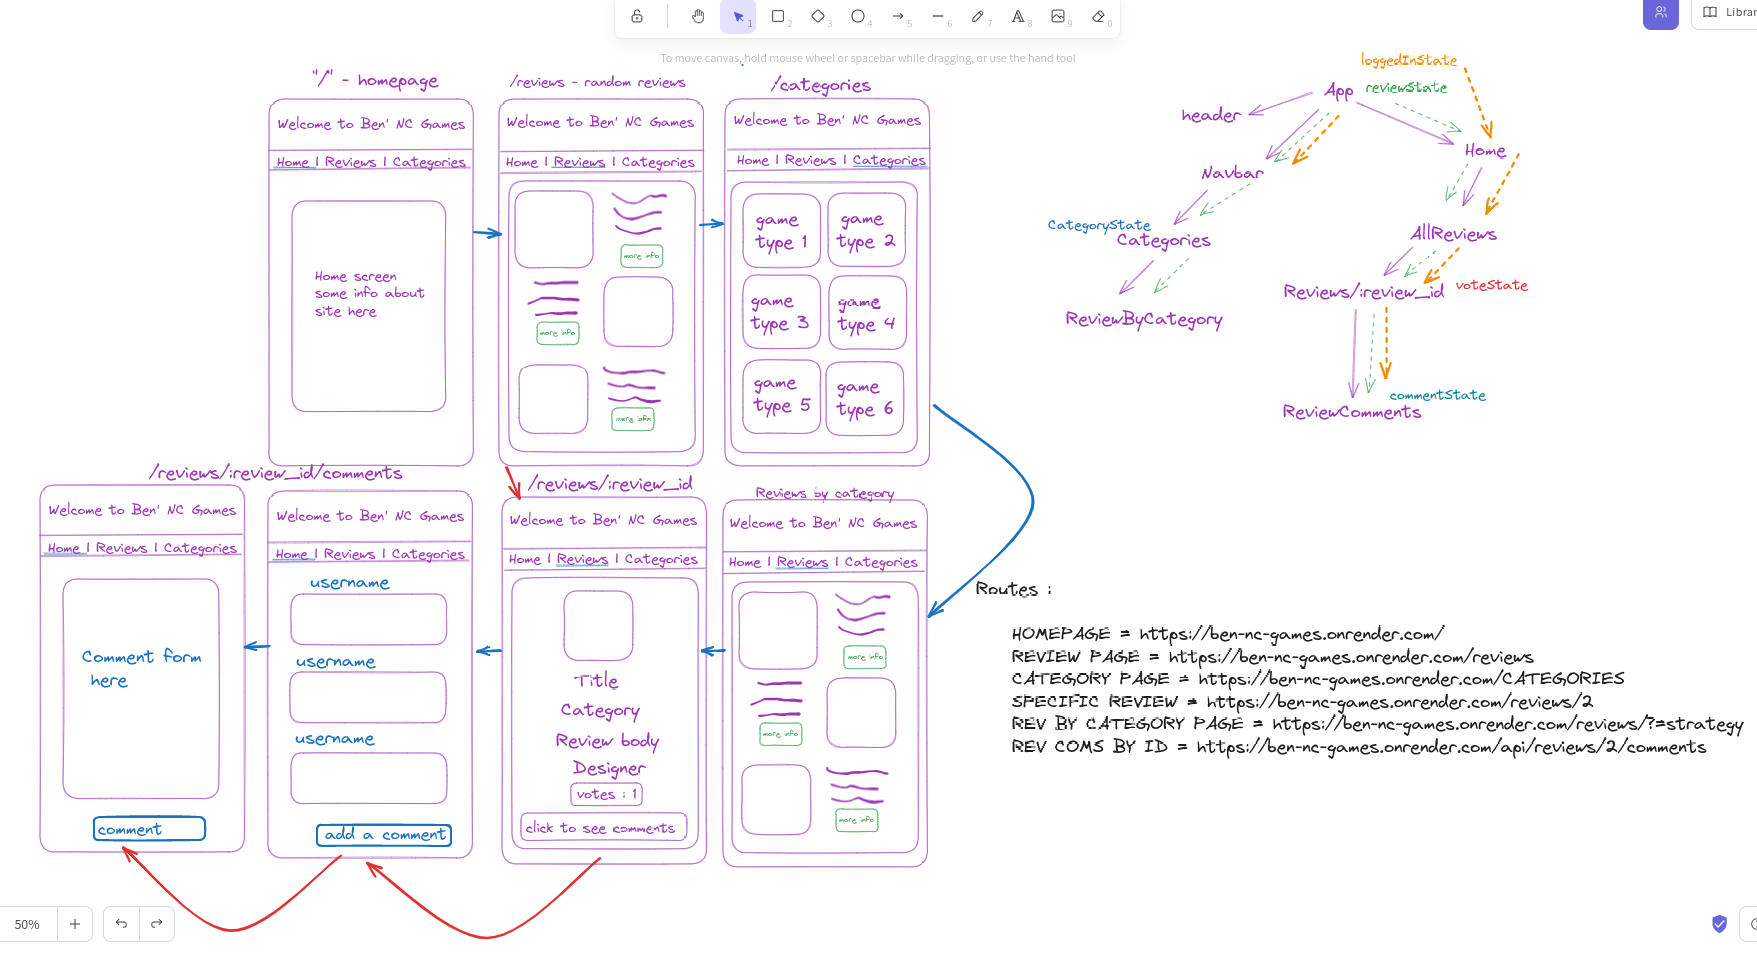 1
2
3
4
5
6
7
8
9
0
Librar
To move canvas, hold mouse wheel or spacebar while dragging, or use the hand tool
"/" - homepage
Welcome to Ben' NC Games
Home | Reviews | Categories
Home screen
some info about
site here
/reviews - random reviews
Welcome to Ben' NC Games
Home | Reviews | Categories
more info
more info
more info
/categories
Welcome to Ben' NC Games
Home | Reviews | Categories
game
type 1
game
type 2
game
type 3
game
type 4
game
type 5
game
type 6
loggedInState
App
reviewState
header
Home
Navbar
CategoryState
Categories
AllReviews
Reviews/:review_id
voteState
ReviewByCategory
commentState
ReviewComments
/reviews/:review_id/comments
Welcome to Ben' NC Games
Home | Reviews | Categories
Comment form
here
comment
Welcome to Ben' NC Games
Home | Reviews | Categories
username
username
username
add a comment
/reviews/:review_id
Welcome to Ben' NC Games
Home | Reviews | Categories
Title
Category
Review body
Designer
votes : 1
click to see comments
Reviews by category
Welcome to Ben' NC Games
Home | Reviews | Categories
more info
more info
more info
Routes :
HOMEPAGE = https://ben-nc-games.onrender.com/
REVIEW PAGE = https://ben-nc-games.onrender.com/reviews
CATEGORY PAGE = https://ben-nc-games.onrender.com/CATEGORIES
SPECIFIC REVIEW = https://ben-nc-games.onrender.com/reviews/2
REV BY CATEGORY PAGE = https://ben-nc-games.onrender.com/reviews/?=strategy
REV COMS BY ID = https://ben-nc-games.onrender.com/api/reviews/2/comments
50%